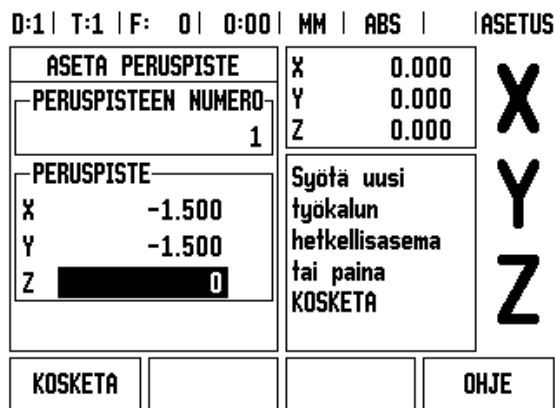 D:1 | T:1 | F: 0 | 0:00 | MM | ABS | | ASETUS
ASETA PERUSPISTE
PERUSPISTEEN NUMERO
1
PERUSPISTE
X -1.500
Y -1.500
Z 0
X 0.000
Y 0.000
Z 0.000
Syötä uusi
työkalun
hetkellisasema
tai paina
KOSKETA
X
Y
Z
KOSKETA
OHJE